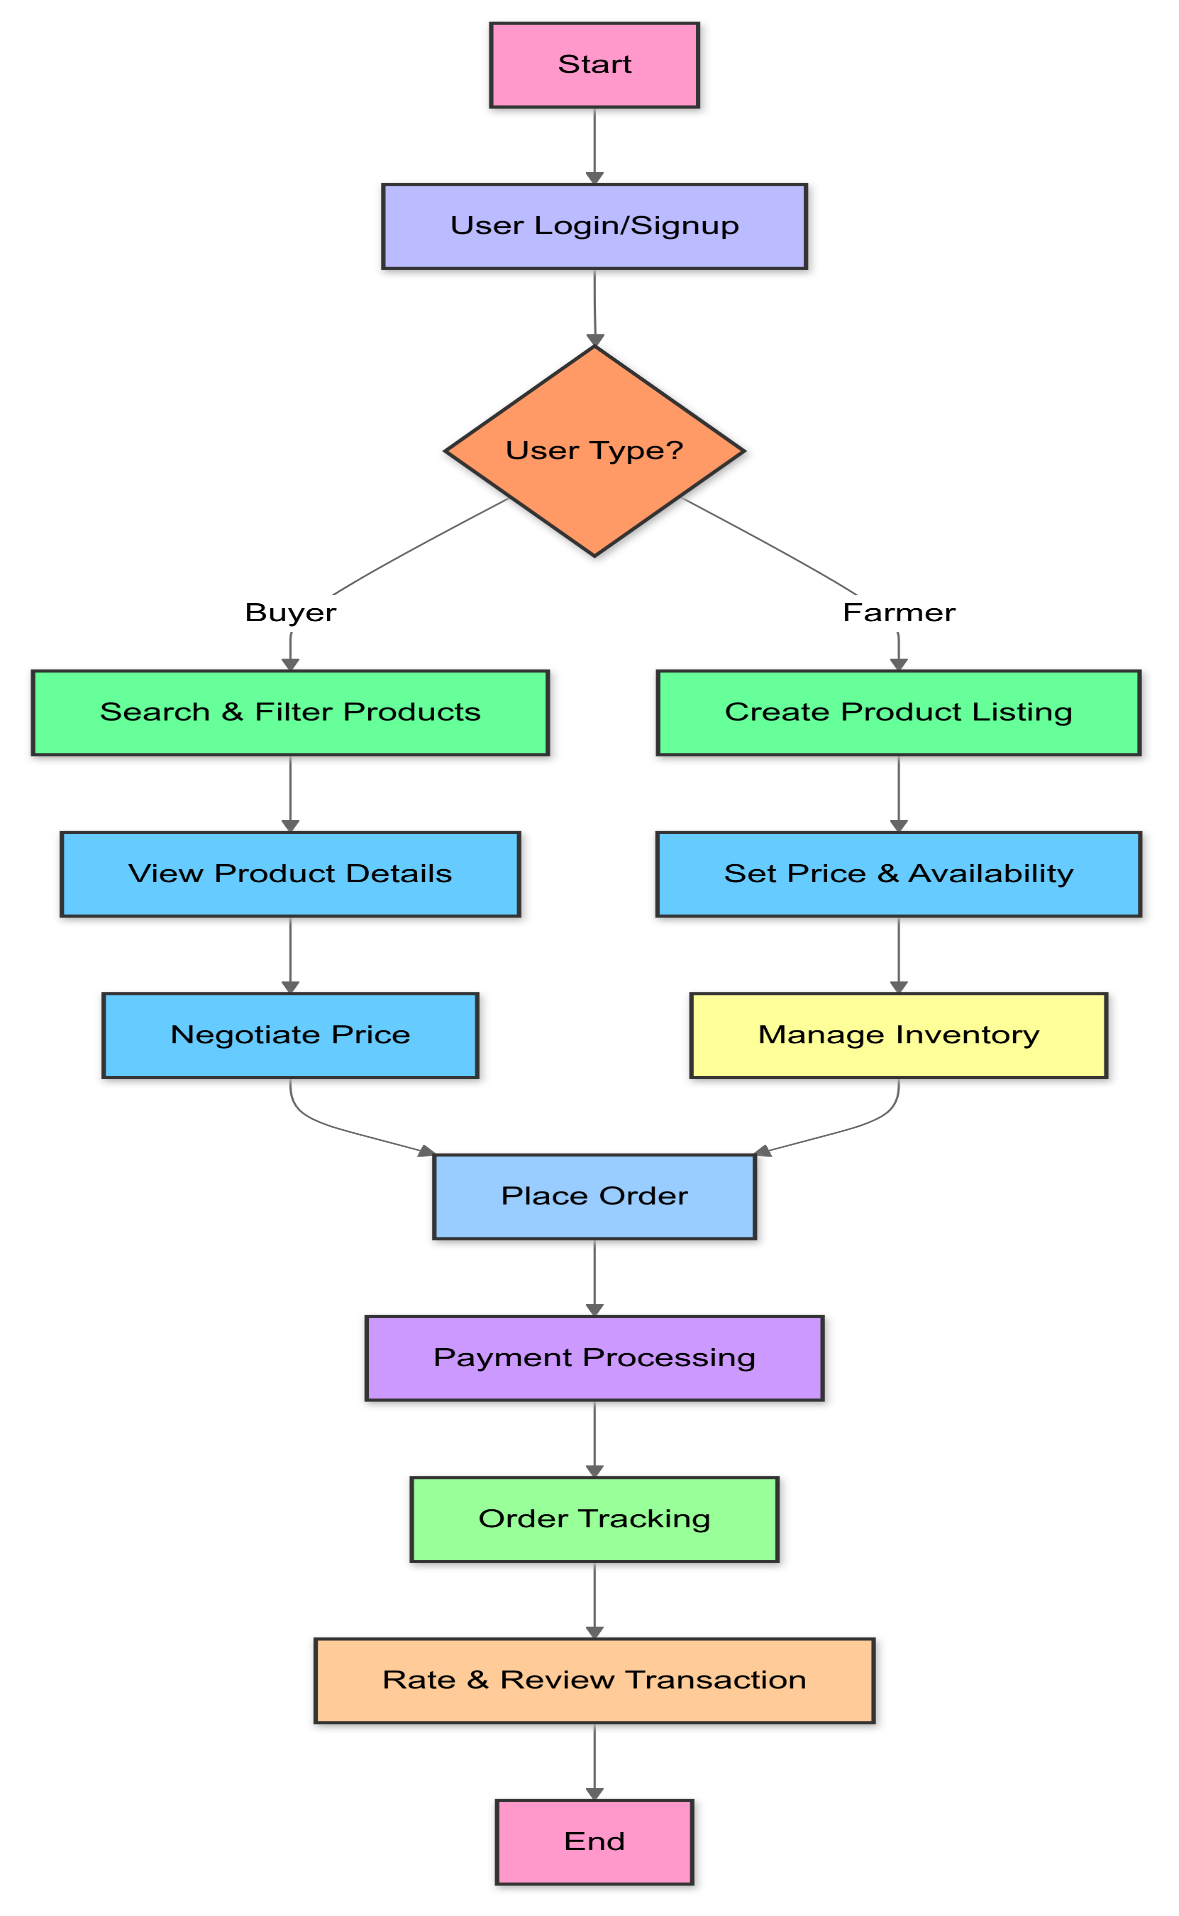 Start
User Login/Signup
User Type?
Buyer
Farmer
Search & Filter Products
Create Product Listing
View Product Details
Set Price & Availability
Negotiate Price
Manage Inventory
Place Order
Payment Processing
Order Tracking
Rate & Review Transaction
End